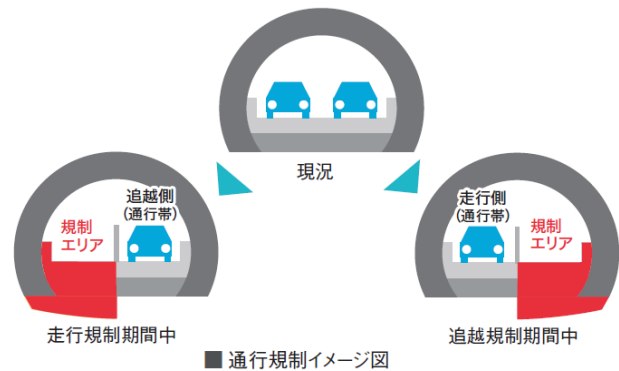 現況
追越側
(通行帯)
規制
エリア
走行規制期間中
走行側
(通行帯)
規制
エリア
追越規制期間中
■ 通行規制イメージ図